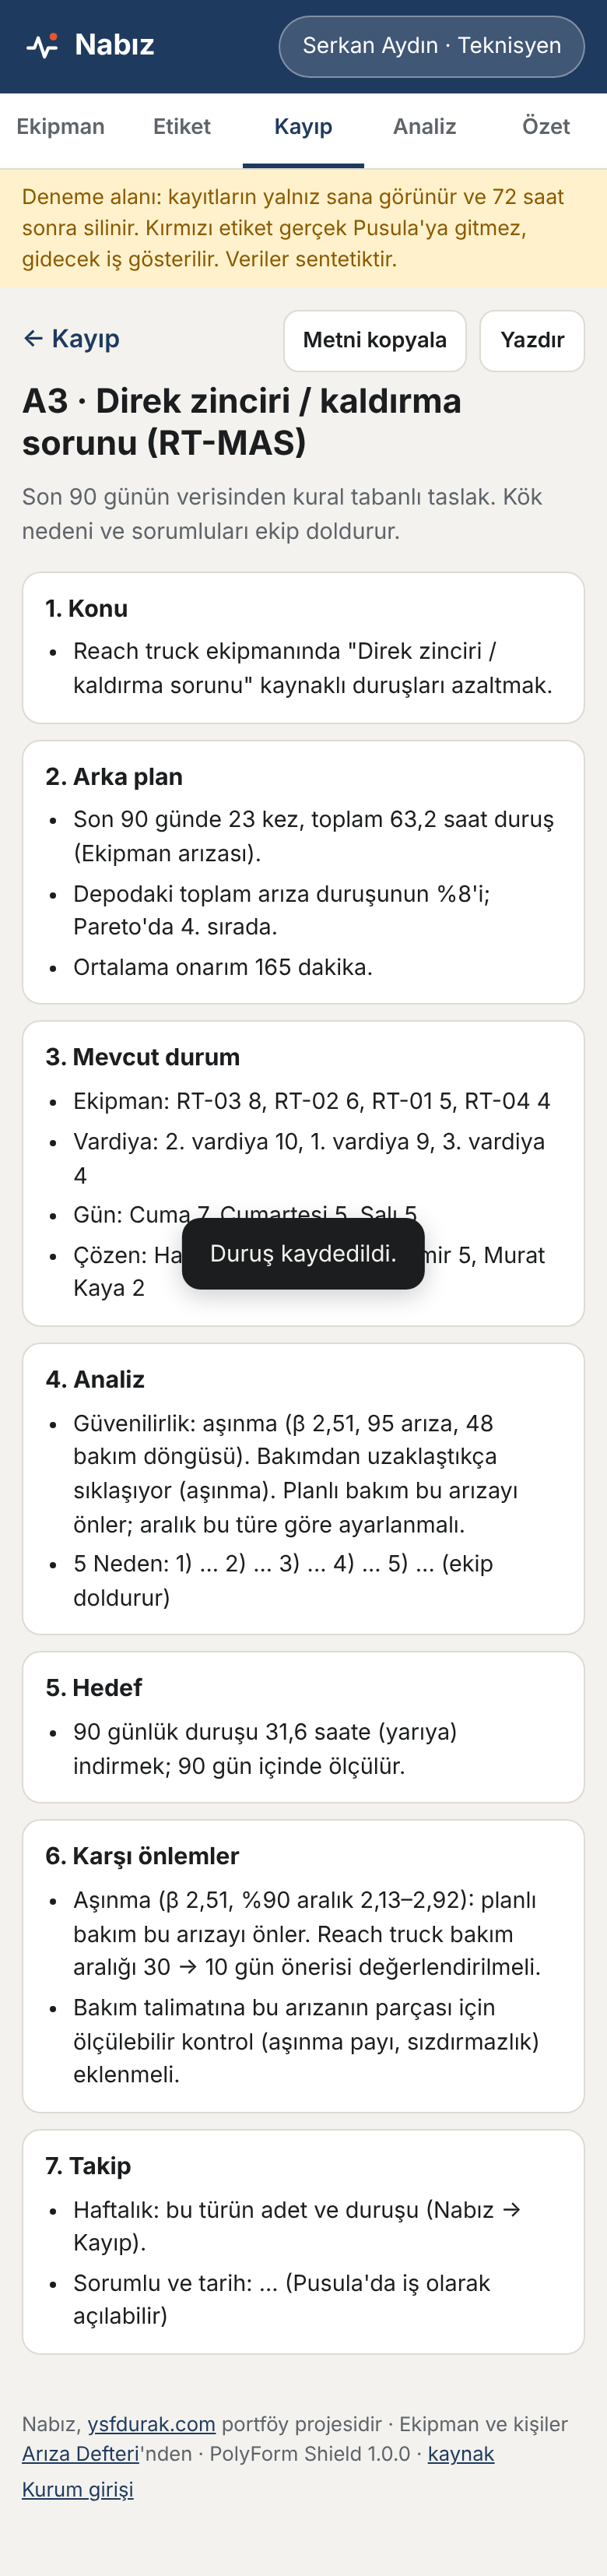 Nabız
Serkan Aydın · Teknisyen
Ekipman
Etiket
Kayıp
Analiz
Özet
Deneme alanı: kayıtların yalnız sana görünür ve 72 saat
sonra silinir. Kırmızı etiket gerçek Pusula'ya gitmez,
gidecek iş gösterilir. Veriler sentetiktir.
← Kayıp
Metni kopyala
Yazdır
A3 · Direk zinciri / kaldırma
sorunu (RT-MAS)
Son 90 günün verisinden kural tabanlı taslak. Kök
nedeni ve sorumluları ekip doldurur.
1. Konu
• Reach truck ekipmanında "Direk zinciri /
kaldırma sorunu" kaynaklı duruşları azaltmak.
2. Arka plan
• Son 90 günde 23 kez, toplam 63,2 saat duruş
(Ekipman arızası).
• Depodaki toplam arıza duruşunun %8'i;
Pareto'da 4. sırada.
• Ortalama onarım 165 dakika.
3. Mevcut durum
• Ekipman: RT-03 8, RT-02 6, RT-01 5, RT-04 4
• Vardiya: 2. vardiya 10, 1. vardiya 9, 3. vardiya
4
• Gün: Cuma 7, Cumartesi 5, Salı 5
Duruş kaydedildi.
• Çözen: 5, Murat
Kaya 2
4. Analiz
• Güvenilirlik: aşınma (β 2,51, 95 arıza, 48
bakım döngüsü). Bakımdan uzaklaştıkça
sıklaşıyor (aşınma). Planlı bakım bu arızayı
önler; aralık bu türe göre ayarlanmalı.
• 5 Neden: 1) ... 2) ... 3) ... 4) ... 5) ... (ekip
doldurur)
5. Hedef
• 90 günlük duruşu 31,6 saate (yarıya)
indirmek; 90 gün içinde ölçülür.
6. Karşı önlemler
• Aşınma (β 2,51, %90 aralık 2,13–2,92): planlı
bakım bu arızayı önler. Reach truck bakım
aralığı 30 → 10 gün önerisi değerlendirilmeli.
• Bakım talimatına bu arızanın parçası için
ölçülebilir kontrol (aşınma payı, sızdırmazlık)
eklenmeli.
7. Takip
• Haftalık: bu türün adet ve duruşu (Nabız →
Kayıp).
• Sorumlu ve tarih: ... (Pusula'da iş olarak
açılabilir)
Nabız, ysfdurak.com portföy projesidir · Ekipman ve kişiler
Arıza Defteri'nden · PolyForm Shield 1.0.0 · kaynak
Kurum girişi